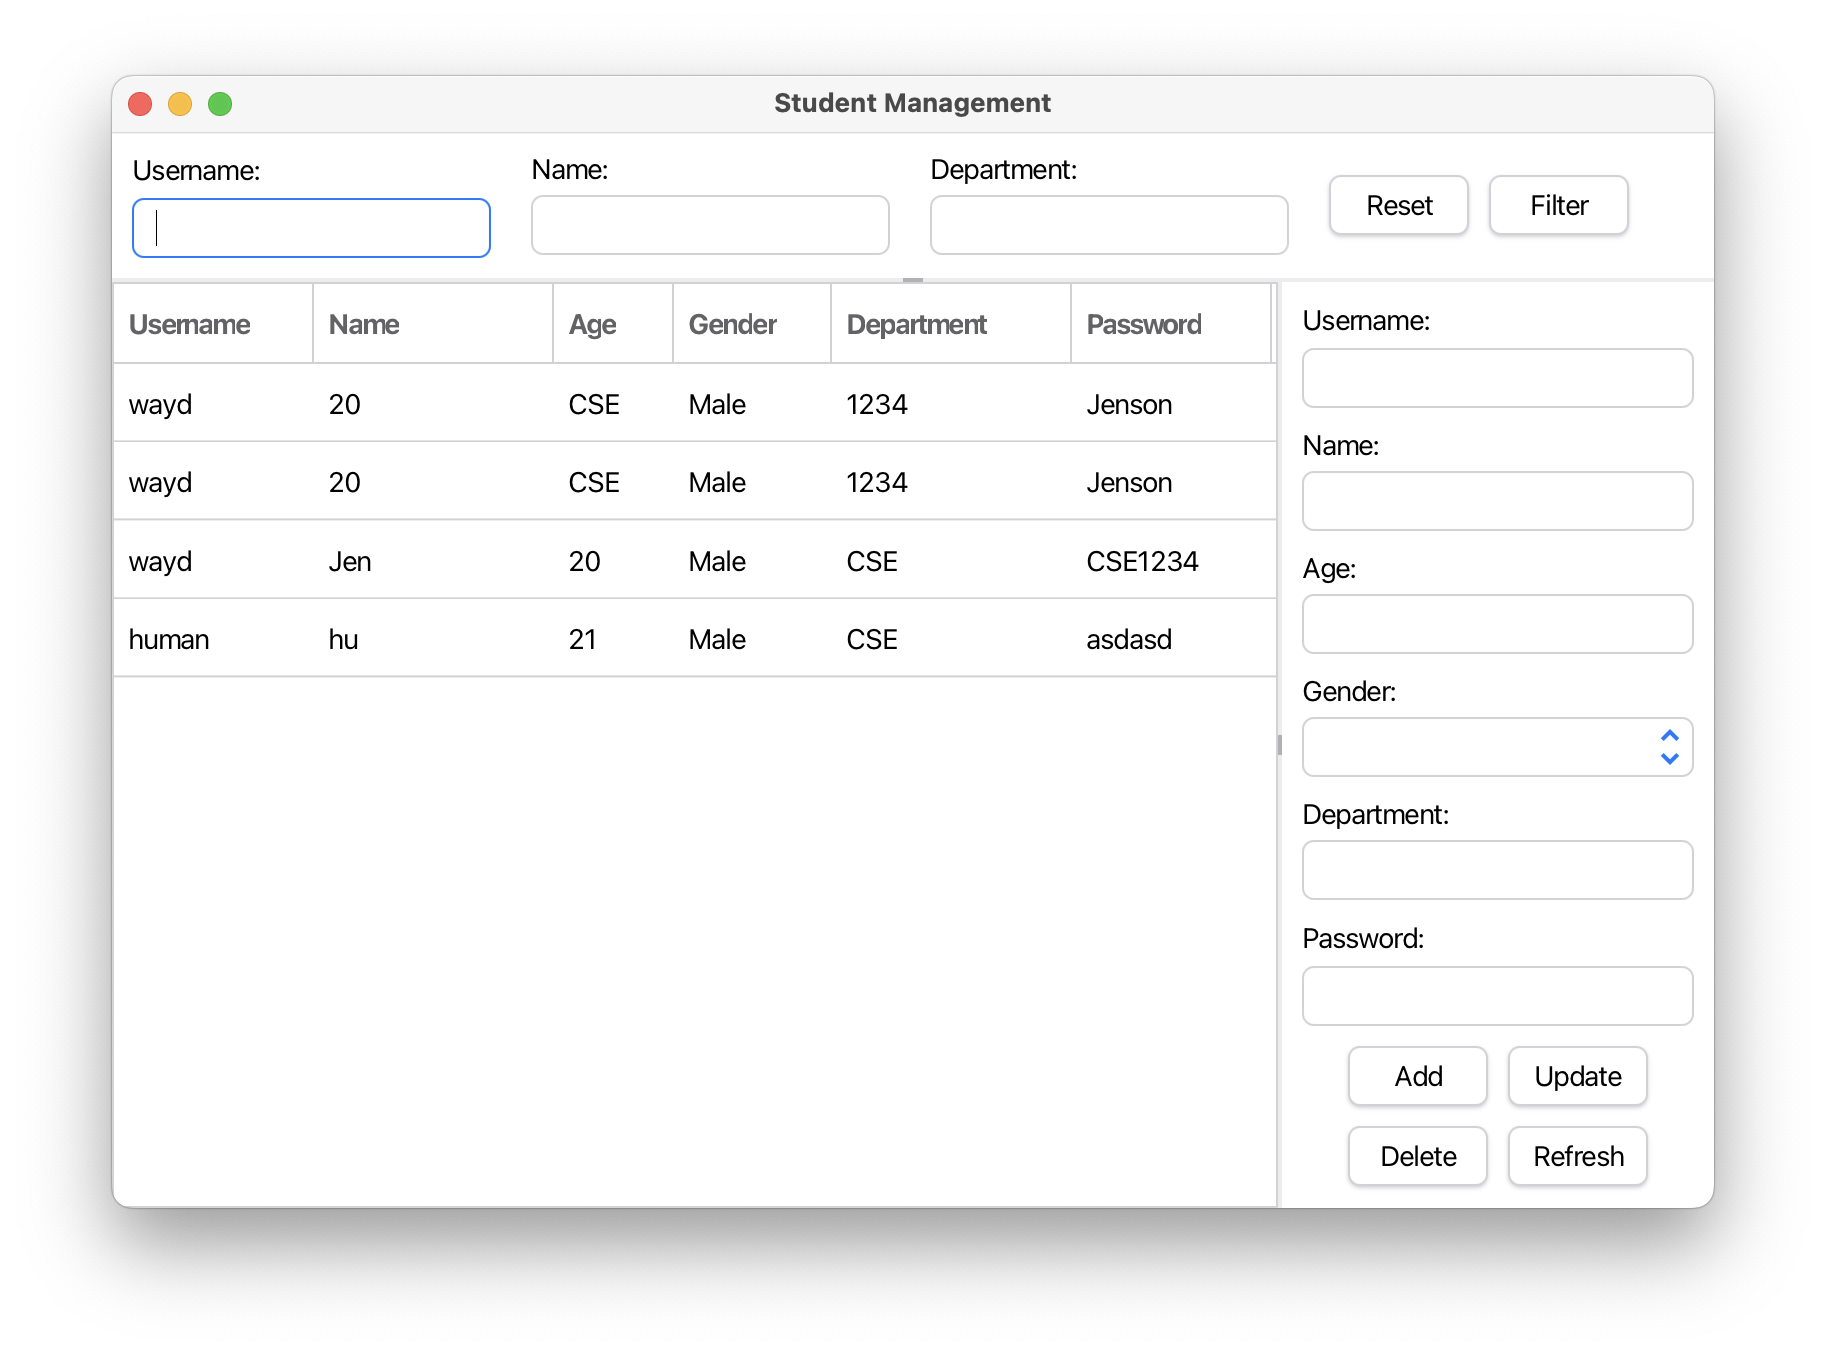 Student Management
Username: Name: Department:
Reset Filter
Username Name Age Gender Department Password
wayd 20 CSE Male 1234 Jenson
wayd 20 CSE Male 1234 Jenson
wayd Jen 20 Male CSE CSE1234
human hu 21 Male CSE asdasd
Username:
Name:
Age:
Gender:
Department:
Password:
Add Update
Delete Refresh